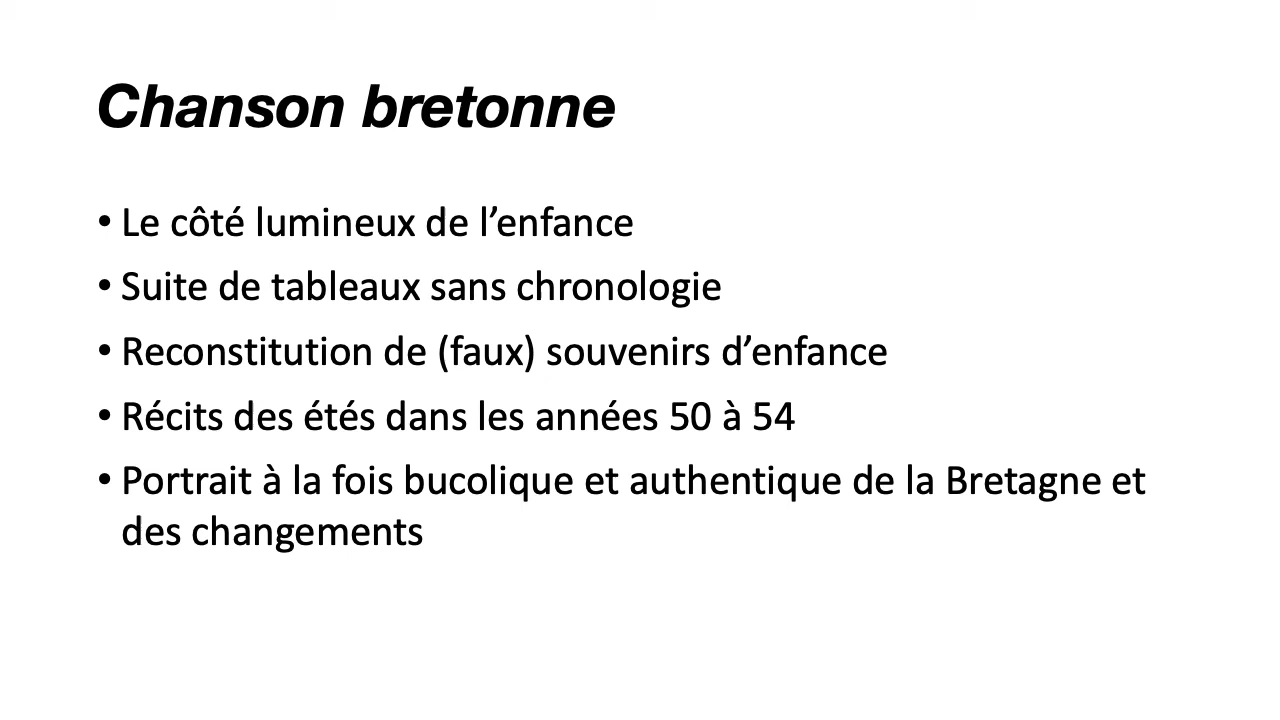 Chanson bretonne
• Le côté lumineux de l’enfance
• Suite de tableaux sans chronologie
• Reconstitution de (faux) souvenirs d’enfance
• Récits des étés dans les années 50 à 54
• Portrait à la fois bucolique et authentique de la Bretagne et
des changements